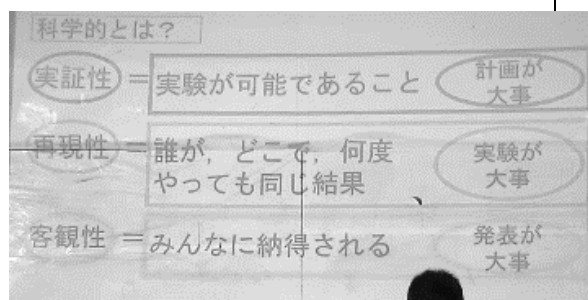 科学的とは？
実証性 = 実験が可能であること 計画が
大事
再現性 = 誰が，どこで，何度 実験が
やっても同じ結果 大事
客観性 = みんなに納得される 発表が
大事